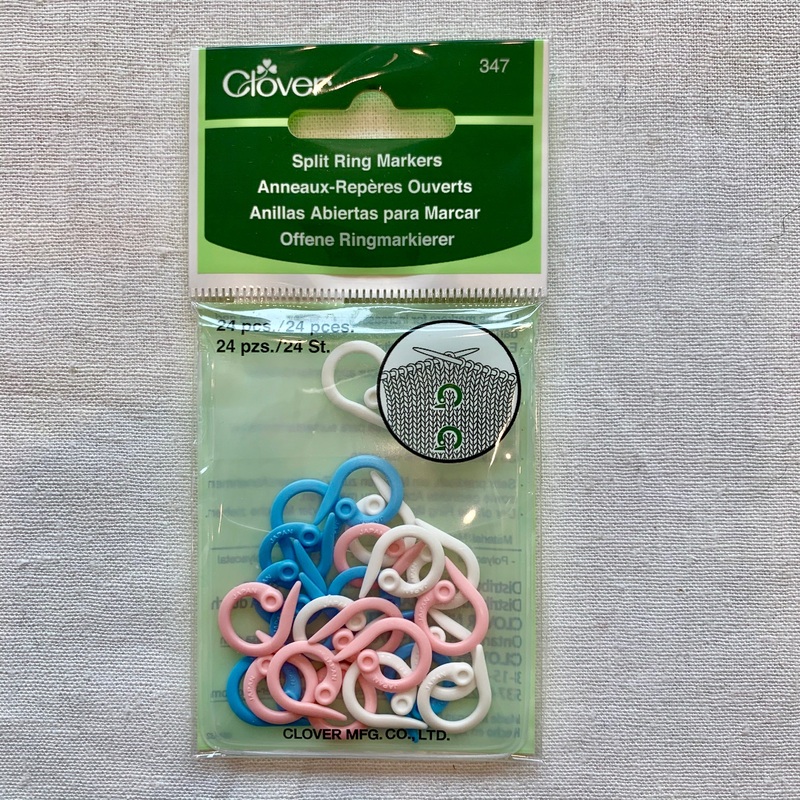 Clover
347
Split Ring Markers
Anneaux-Repères Ouverts
Anillas Abiertas para Marcar
Offene Ringmarkierer
24 pcs./24 pces.
24 pzs./24 St.
CLOVER MFG. CO., LTD.